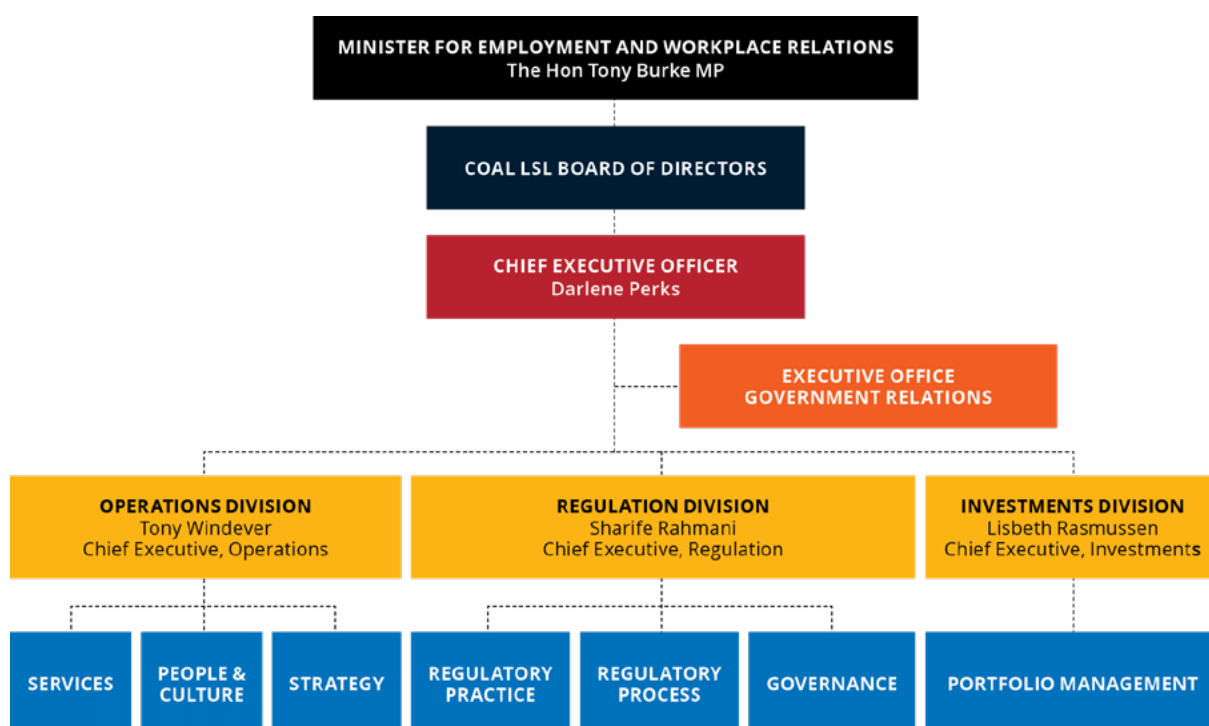 MINISTER FOR EMPLOYMENT AND WORKPLACE RELATIONS
The Hon Tony Burke MP
COAL LSL BOARD OF DIRECTORS
CHIEF EXECUTIVE OFFICER
Darlene Perks
EXECUTIVE OFFICE
GOVERNMENT RELATIONS
OPERATIONS DIVISION
Tony Windever
Chief Executive, Operations
REGULATION DIVISION
Sharife Rahmani
Chief Executive, Regulation
INVESTMENTS DIVISION
Lisbeth Rasmussen
Chief Executive, Investments
SERVICES
PEOPLE &
CULTURE
STRATEGY
REGULATORY
PRACTICE
REGULATORY
PROCESS
GOVERNANCE
PORTFOLIO MANAGEMENT